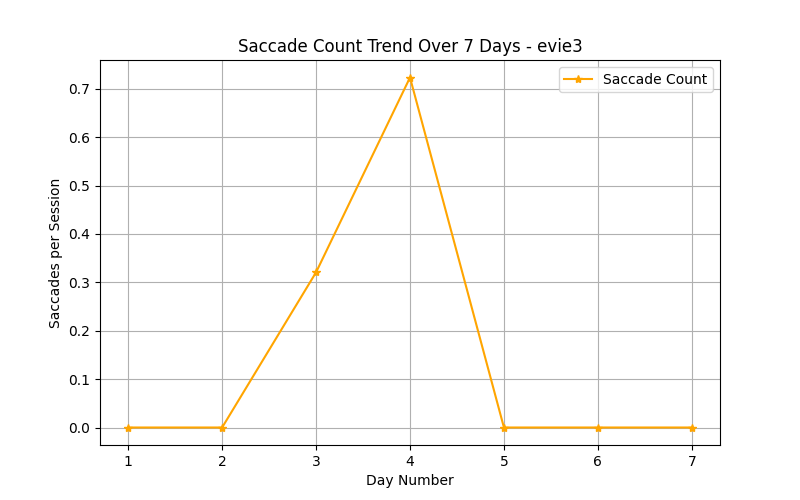 Saccade Count Trend Over 7 Days - evie3
Saccade Count
Saccades per Session
0.7
0.6
0.5
0.4
0.3
0.2
0.1
0.0
1 2 3 4 5 6 7
Day Number